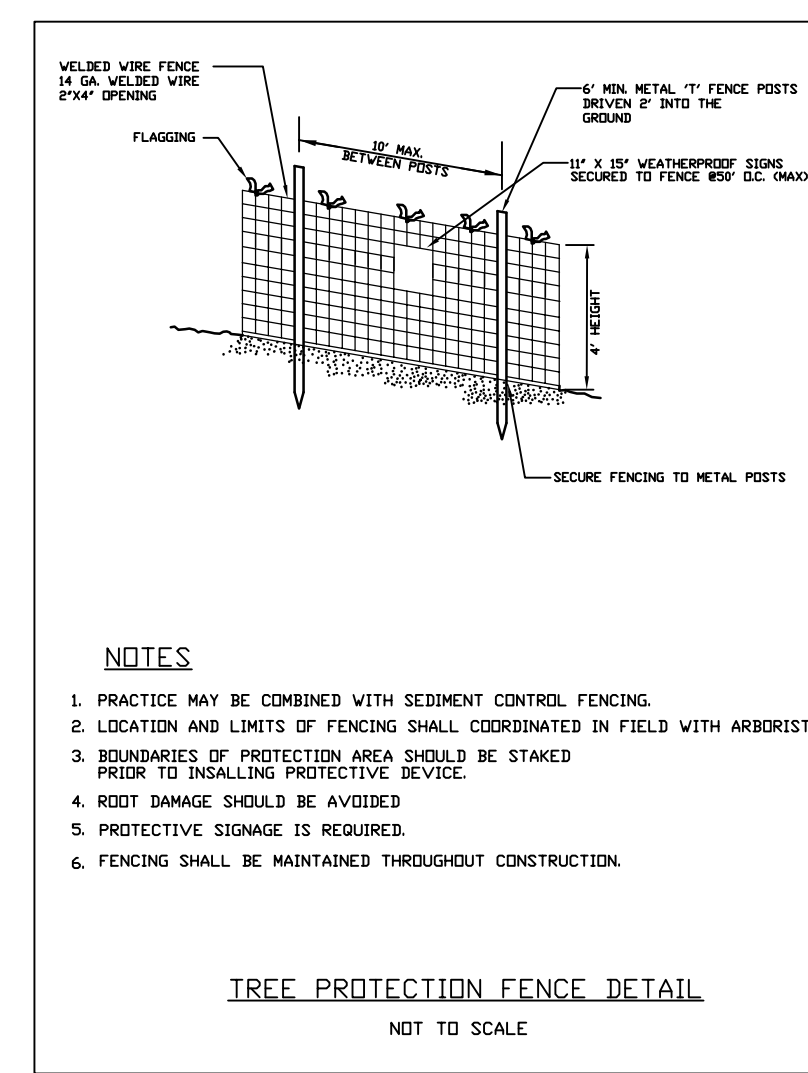 WELDED WIRE FENCE
14 GA. WELDED WIRE
2"X4" OPENING
FLAGGING
10' MAX.
BETWEEN POSTS
6' MIN. METAL 'T' FENCE POSTS
DRIVEN 2' INTO THE
GROUND
11" X 15" WEATHERPROOF SIGNS
SECURED TO FENCE @50' O.C. (MAX)
4' HEIGHT
SECURE FENCING TO METAL POSTS
NOTES
1. PRACTICE MAY BE COMBINED WITH SEDIMENT CONTROL FENCING.
2. LOCATION AND LIMITS OF FENCING SHALL COORDINATED IN FIELD WITH ARBORIST
3. BOUNDARIES OF PROTECTION AREA SHOULD BE STAKED
PRIOR TO INSALLING PROTECTIVE DEVICE.
4. ROOT DAMAGE SHOULD BE AVOIDED
5. PROTECTIVE SIGNAGE IS REQUIRED.
6. FENCING SHALL BE MAINTAINED THROUGHOUT CONSTRUCTION.
TREE PROTECTION FENCE DETAIL
NOT TO SCALE